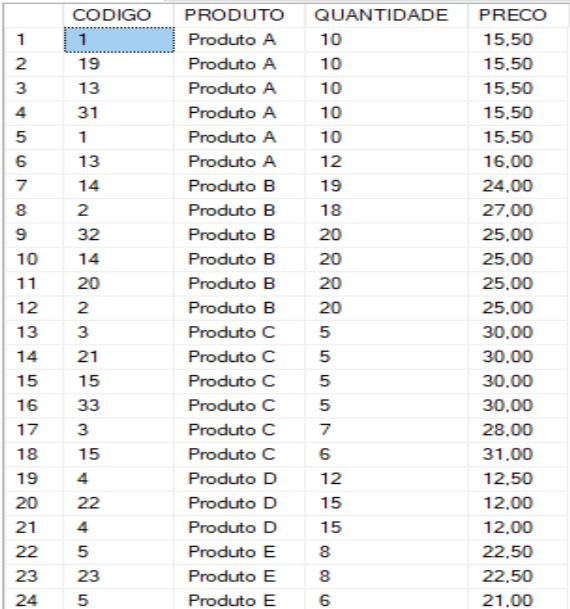 CODIGO PRODUTO QUANTIDADE PRECO
1 1 Produto A 10 15,50
2 19 Produto A 10 15,50
3 13 Produto A 10 15,50
4 31 Produto A 10 15,50
5 1 Produto A 10 15,50
6 13 Produto A 12 16,00
7 14 Produto B 19 24,00
8 2 Produto B 18 27,00
9 32 Produto B 20 25,00
10 14 Produto B 20 25,00
11 20 Produto B 20 25,00
12 2 Produto B 20 25,00
13 3 Produto C 5 30,00
14 21 Produto C 5 30,00
15 15 Produto C 5 30,00
16 33 Produto C 5 30,00
17 3 Produto C 7 28,00
18 15 Produto C 6 31,00
19 4 Produto D 12 12,50
20 22 Produto D 15 12,00
21 4 Produto D 15 12,00
22 5 Produto E 8 22,50
23 23 Produto E 8 22,50
24 5 Produto E 6 21,00